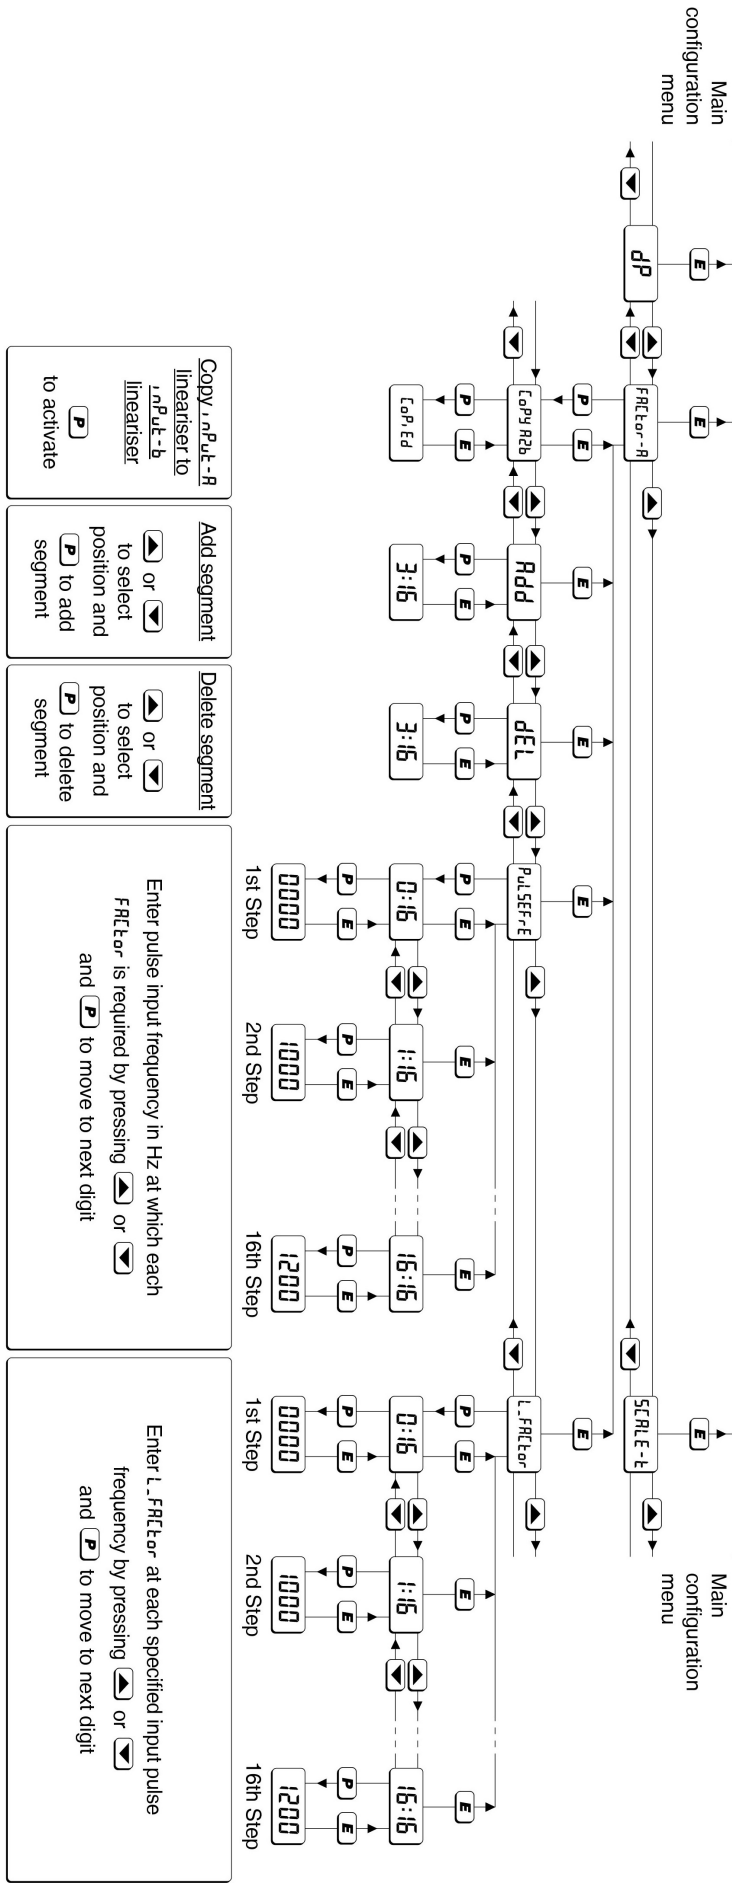 Main
configuration
menu
Main
configuration
menu
E
E
E
dP
FACtor-A
SCALE-t
P
E
E
E
E
E
CoPY A2b
Add
dEL
PuLSEFrE
L_FACtor
P
E
P
E
P
E
P
E
E
E
P
E
E
E
CoP,Ed
3:16
3:16
0:16
1:16
16:16
0:16
1:16
16:16
P
E
P
E
P
E
P
E
P
E
P
E
0000
1000
1200
0000
1000
1200
1st Step
2nd Step
16th Step
1st Step
2nd Step
16th Step
Copy ,nPut-A
lineariser to
,nPut-b
lineariser
P
to activate
Add segment
▲ or ▼
to select
position and
P to add
segment
Delete segment
▲ or ▼
to select
position and
P to delete
segment
Enter pulse input frequency in Hz at which each
FACtor is required by pressing ▲ or ▼
and P to move to next digit
Enter L_FACtor at each specified input pulse
frequency by pressing ▲ or ▼
and P to move to next digit